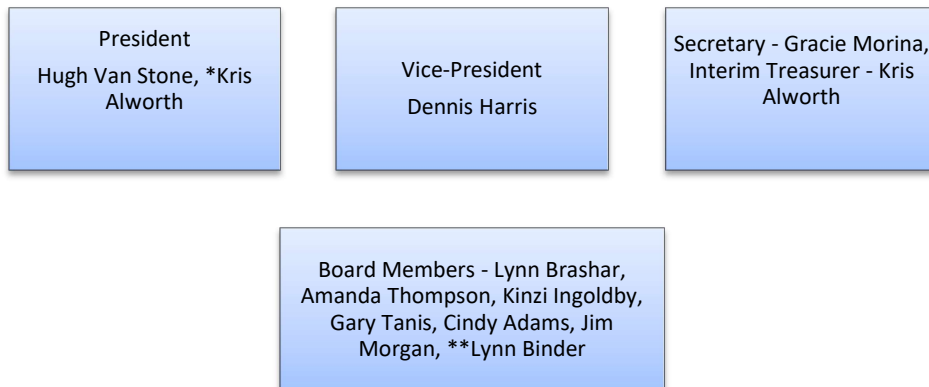 President
Hugh Van Stone, *Kris
Alworth
Vice-President
Dennis Harris
Secretary - Gracie Morina,
Interim Treasurer - Kris
Alworth
Board Members - Lynn Brashar,
Amanda Thompson, Kinzi Ingoldby,
Gary Tanis, Cindy Adams, Jim
Morgan, **Lynn Binder